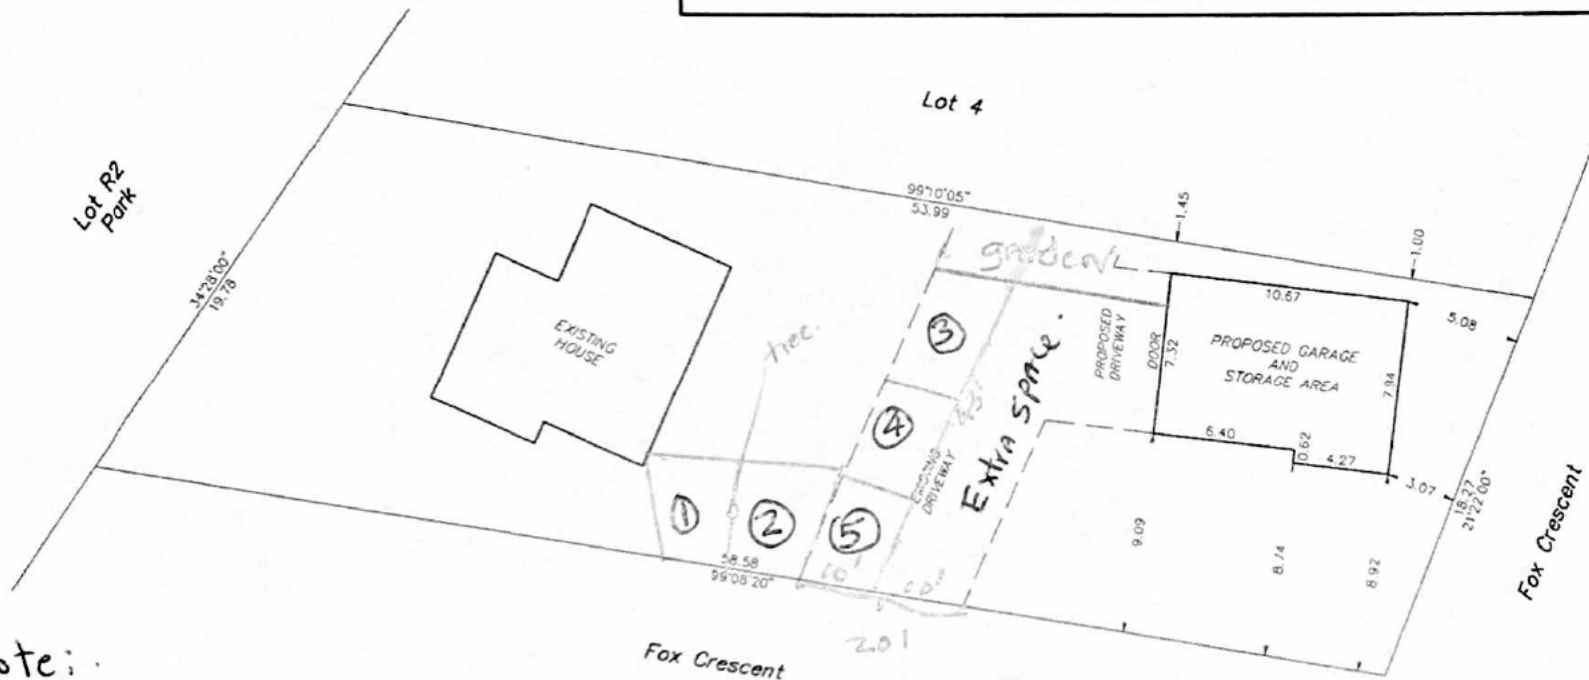 Lot 4
Lot R2
Park
99°10'05"
53.99
1.45
1.00
garden
10.67
5.08
34°28'00"
19.78
EXISTING
HOUSE
tree.
3
Extra Space.
PROPOSED
DRIVEWAY
DOOR
7.32
PROPOSED GARAGE
AND
STORAGE AREA
7.94
4
EXISTING
DRIVEWAY
6.40
0.62
4.27
3.07
18.27
21°22'00"
1
2
5
10'
58.58
99°08'20"
9.09
8.74
8.92
Fox Crescent
Fox Crescent